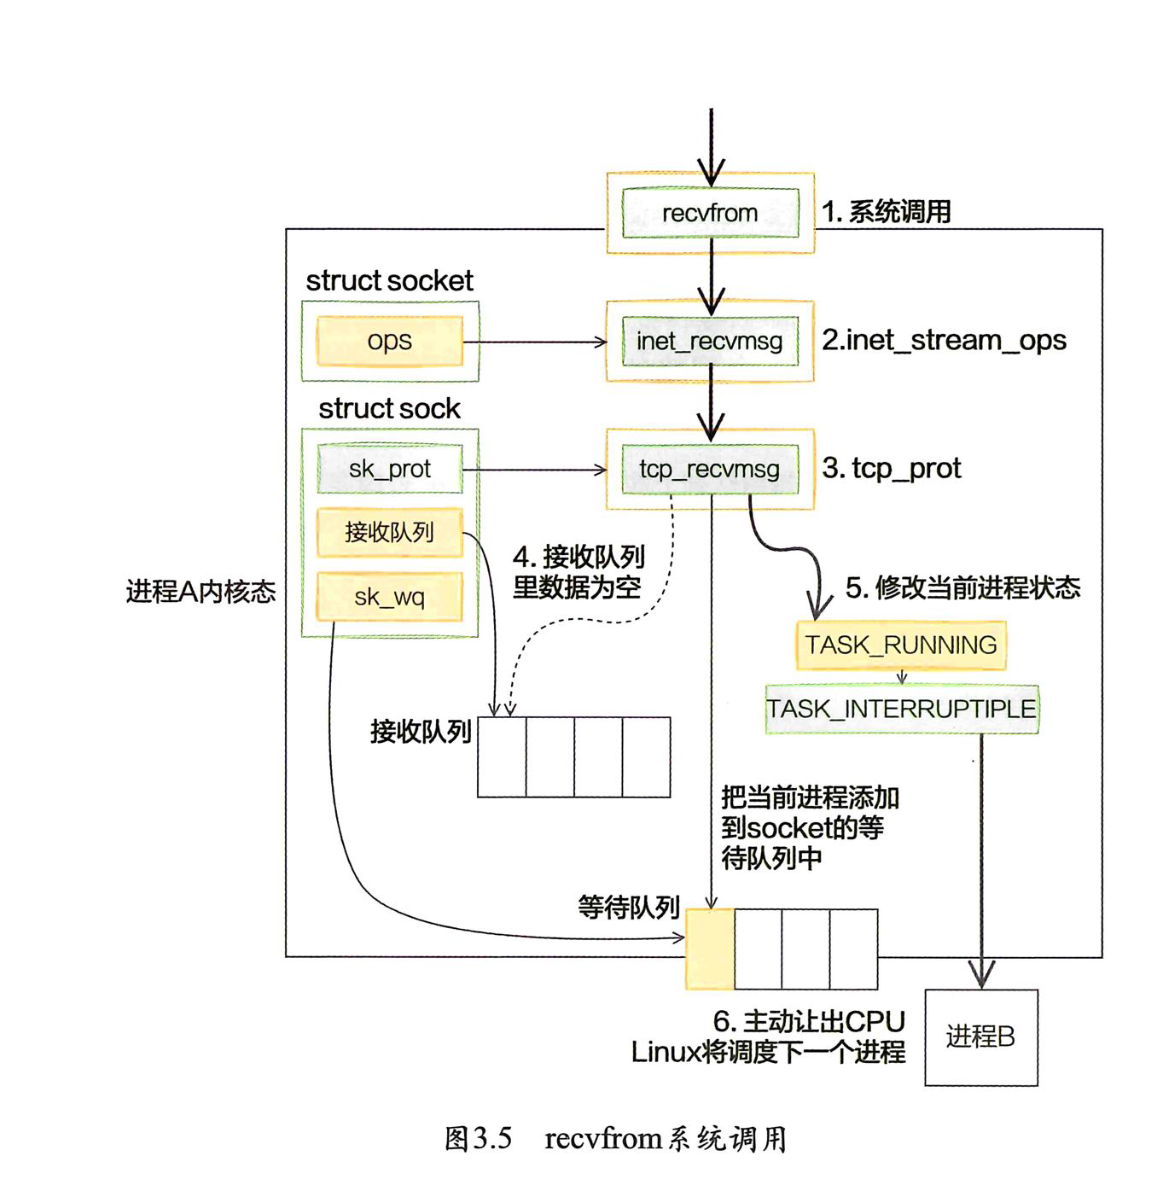 recvfrom
1. 系统调用
struct socket
ops
inet_recvmsg
2.inet_stream_ops
struct sock
sk_prot
tcp_recvmsg
3. tcp_prot
接收队列
4. 接收队列
里数据为空
进程A内核态
sk_wq
5. 修改当前进程状态
TASK_RUNNING
TASK_INTERRUPTIPLE
接收队列
把当前进程添加
到socket的等
待队列中
等待队列
6. 主动让出CPU
Linux将调度下一个进程
进程B
图3.5 recvfrom系统调用